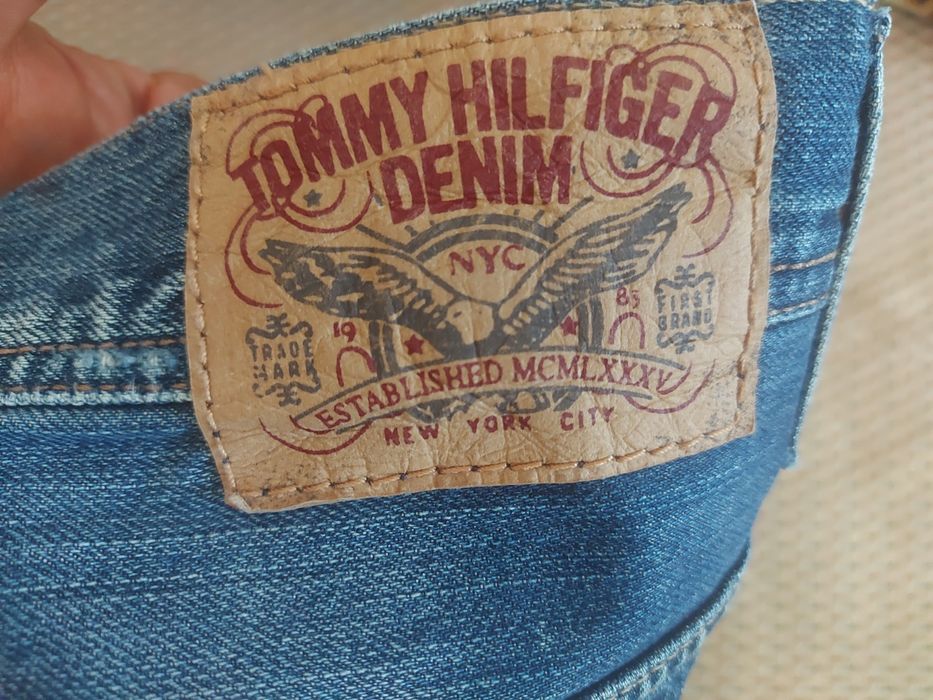 TOMMY HILFIGER
DENIM
NYC
19
85
TRADE
MARK
FIRST
BRAND
ESTABLISHED MCMLXXXV
NEW YORK CITY